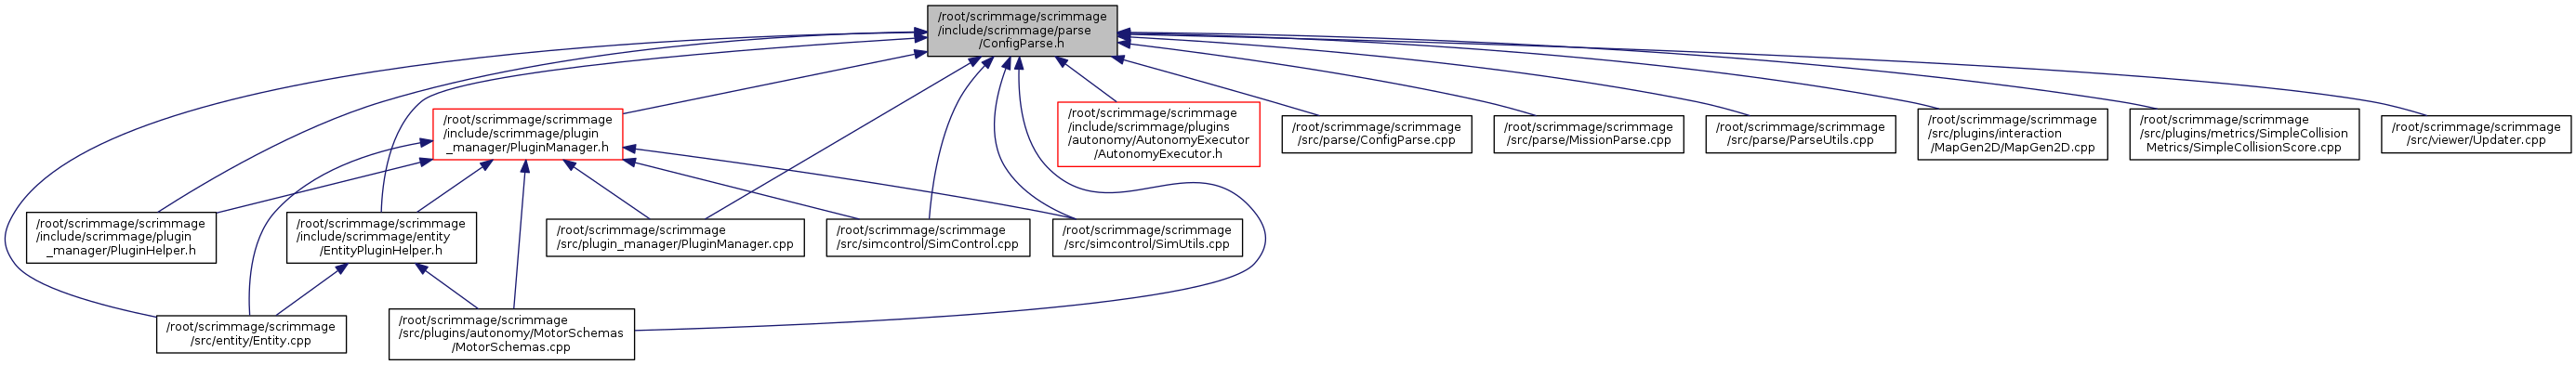 /root/scrimmage/scrimmage
/include/scrimmage/parse
/ConfigParse.h
/root/scrimmage/scrimmage
/include/scrimmage/plugin
_manager/PluginManager.h
/root/scrimmage/scrimmage
/include/scrimmage/plugins
/autonomy/AutonomyExecutor
/AutonomyExecutor.h
/root/scrimmage/scrimmage
/src/parse/ConfigParse.cpp
/root/scrimmage/scrimmage
/src/parse/MissionParse.cpp
/root/scrimmage/scrimmage
/src/parse/ParseUtils.cpp
/root/scrimmage/scrimmage
/src/plugins/interaction
/MapGen2D/MapGen2D.cpp
/root/scrimmage/scrimmage
/src/plugins/metrics/SimpleCollision
Metrics/SimpleCollisionScore.cpp
/root/scrimmage/scrimmage
/src/viewer/Updater.cpp
/root/scrimmage/scrimmage
/include/scrimmage/plugin
_manager/PluginHelper.h
/root/scrimmage/scrimmage
/include/scrimmage/entity
/EntityPluginHelper.h
/root/scrimmage/scrimmage
/src/plugin_manager/PluginManager.cpp
/root/scrimmage/scrimmage
/src/simcontrol/SimControl.cpp
/root/scrimmage/scrimmage
/src/simcontrol/SimUtils.cpp
/root/scrimmage/scrimmage
/src/entity/Entity.cpp
/root/scrimmage/scrimmage
/src/plugins/autonomy/MotorSchemas
/MotorSchemas.cpp